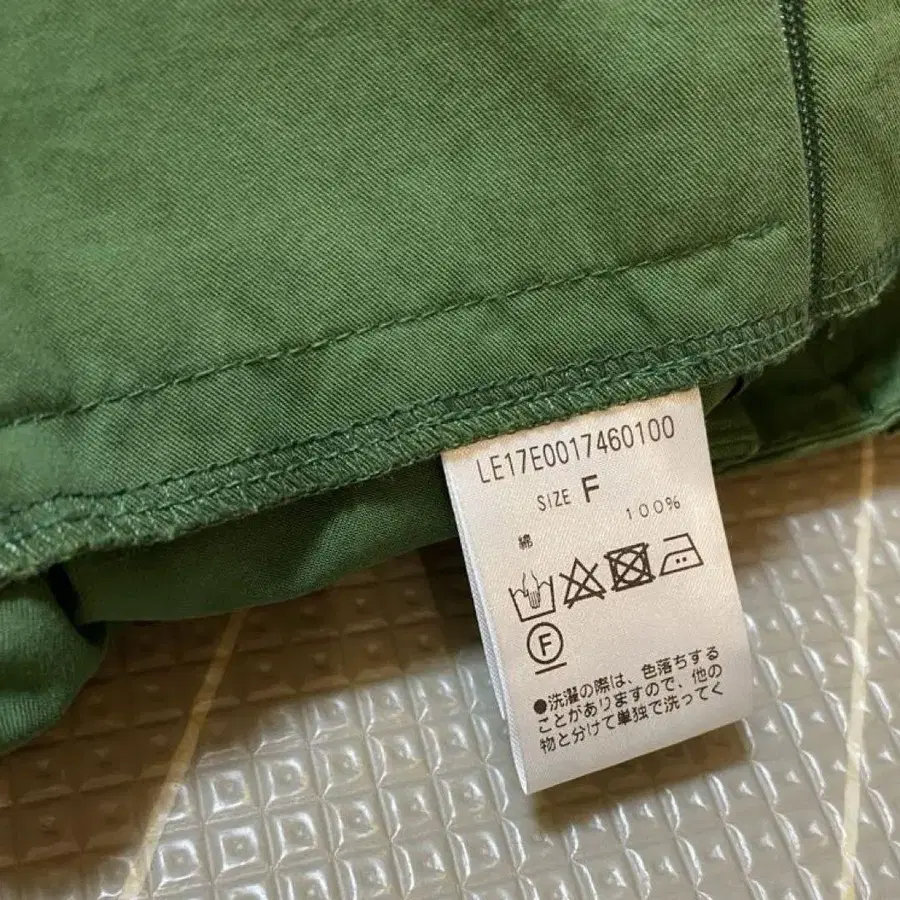 LE17E0017460100
SIZE F
綿 100%
F
●洗濯の際は、色落ちする
ことがありますので、他の
物と分けて単独で洗ってく